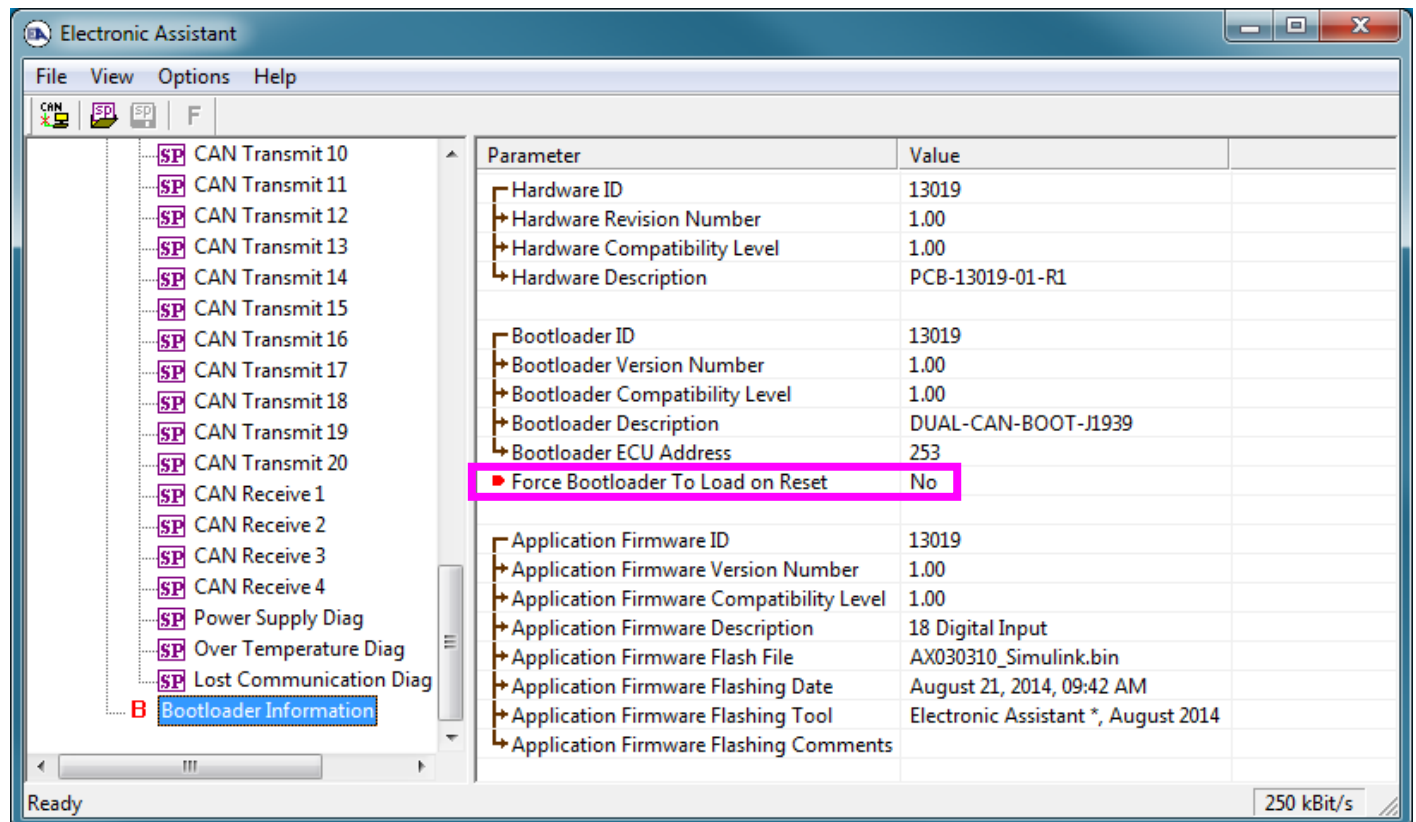 Electronic Assistant
File View Options Help
CAN SP SP F
SP CAN Transmit 10
SP CAN Transmit 11
SP CAN Transmit 12
SP CAN Transmit 13
SP CAN Transmit 14
SP CAN Transmit 15
SP CAN Transmit 16
SP CAN Transmit 17
SP CAN Transmit 18
SP CAN Transmit 19
SP CAN Transmit 20
SP CAN Receive 1
SP CAN Receive 2
SP CAN Receive 3
SP CAN Receive 4
SP Power Supply Diag
SP Over Temperature Diag
SP Lost Communication Diag
B Bootloader Information
Parameter Value
Hardware ID 13019
Hardware Revision Number 1.00
Hardware Compatibility Level 1.00
Hardware Description PCB-13019-01-R1
Bootloader ID 13019
Bootloader Version Number 1.00
Bootloader Compatibility Level 1.00
Bootloader Description DUAL-CAN-BOOT-J1939
Bootloader ECU Address 253
Force Bootloader To Load on Reset No
Application Firmware ID 13019
Application Firmware Version Number 1.00
Application Firmware Compatibility Level 1.00
Application Firmware Description 18 Digital Input
Application Firmware Flash File AX030310_Simulink.bin
Application Firmware Flashing Date August 21, 2014, 09:42 AM
Application Firmware Flashing Tool Electronic Assistant *, August 2014
Application Firmware Flashing Comments
Ready 250 kBit/s